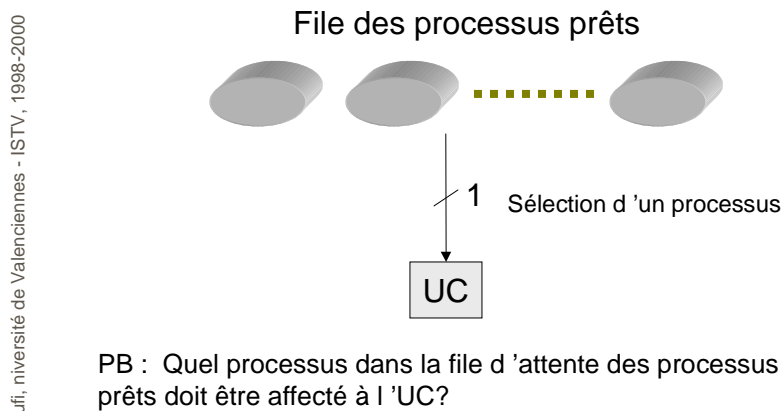 File des processus prêts
1
Sélection d 'un processus
UC
PB : Quel processus dans la file d 'attente des processus
prêts doit être affecté à l 'UC?
niversité de Valenciennes - ISTV, 1998-2000